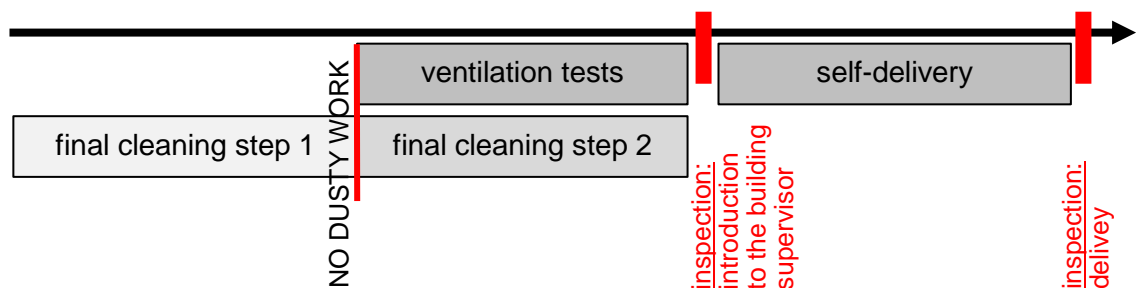 ventilation tests
self-delivery
final cleaning step 1
final cleaning step 2
NO DUSTY WORK
inspection:
introduction
to the building
supervisor
inspection:
delivey